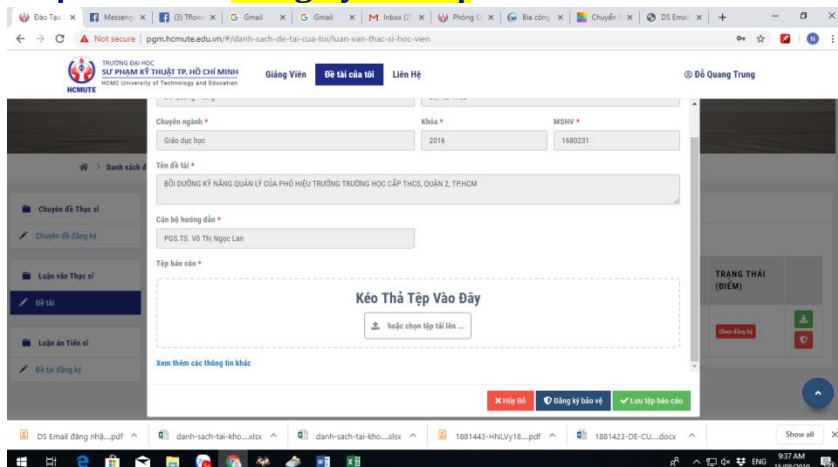 Đào Tạo
Messeng
(3) Tflow
Gmail
Gmail
Inbox (2
Phòng
Bia công
Chuyển
DS Email
Not secure | pgm.hcmute.edu.vn/#/danh-sach-de-tai-cua-toi/luan-van-thac-si-hoc-vien
TRƯỜNG ĐẠI HỌC
SƯ PHẠM KỸ THUẬT TP. HỒ CHÍ MINH
HCMC University of Technology and Education
HCMUTE
Giảng Viên
Đề tài của tôi
Liên Hệ
Đỗ Quang Trung
Chuyên ngành *
Khóa *
MSHV *
Giáo dục học
2016
1680231
> Danh sách đ
Tên đề tài *
BỒI DƯỠNG KỸ NĂNG QUẢN LÝ CỦA PHÓ HIỆU TRƯỞNG TRƯỜNG HỌC CẤP THCS, QUẬN 2, TP.HCM
Chuyên đề Thạc sĩ
Chuyên đề đăng ký
Cán bộ hướng dẫn *
PGS.TS. Võ Thị Ngọc Lan
Tệp báo cáo *
Luận văn Thạc sĩ
Đề tài
TRẠNG THÁI
(ĐIỂM)
Kéo Thả Tệp Vào Đây
hoặc chọn tệp tải lên ...
Chưa đăng ký
Luận án Tiến sĩ
Đề tài đăng ký
Xem thêm các thông tin khác
Hủy Bỏ
Đăng ký bảo vệ
Lưu tệp báo cáo
DS Email đăng nhậ....pdf
danh-sach-tai-kho....xlsx
danh-sach-tai-kho....xlsx
1881443-HNLVy18....pdf
1881423-DE-CU....docx
Show all
ENG
9:37 AM